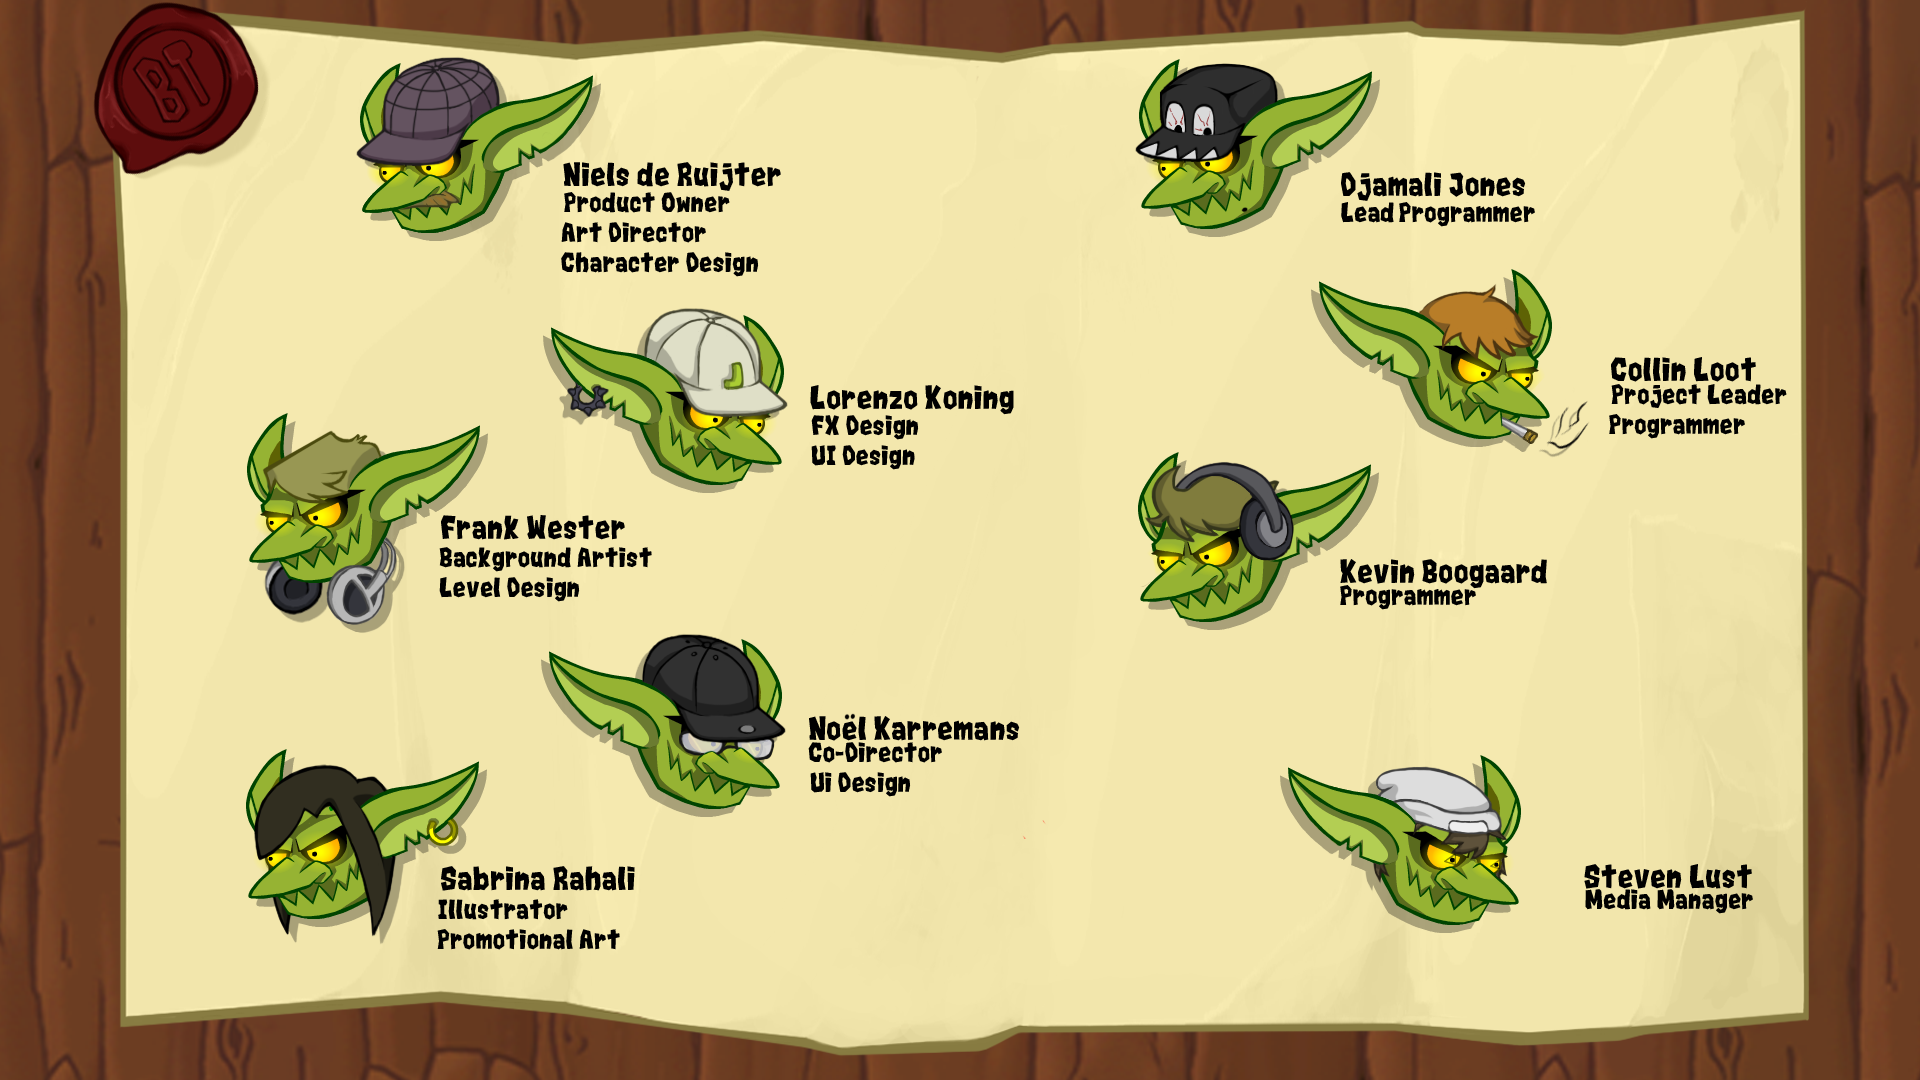 BT
Niels de Ruijter
Product Owner
Art Director
Character Design
Lorenzo Koning
FX Design
UI Design
Frank Wester
Background Artist
Level Design
Noël Karremans
Co-Director
Ui Design
Sabrina Rahali
Illustrator
Promotional Art
Djamali Jones
Lead Programmer
Collin Loot
Project Leader
Programmer
Kevin Boogaard
Programmer
Steven Lust
Media Manager